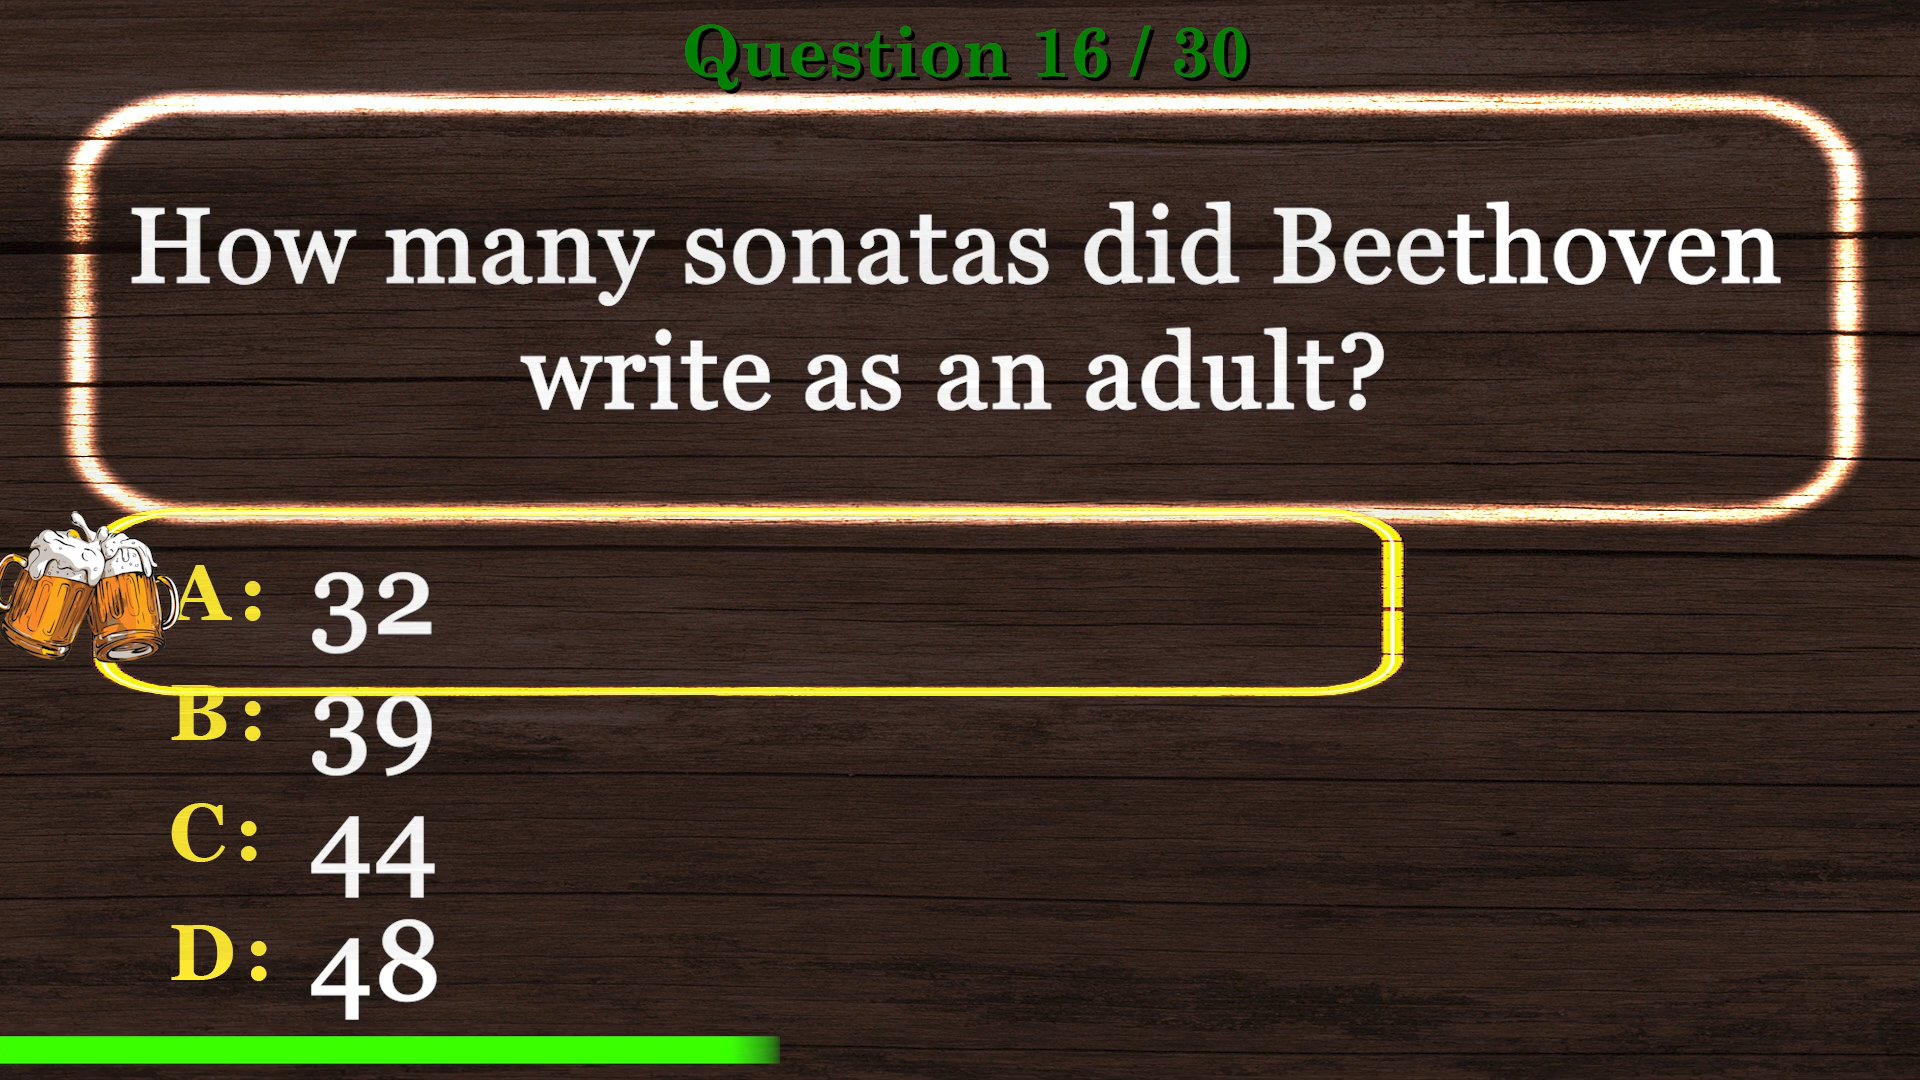 Question 16 / 30
How many sonatas did Beethoven
write as an adult?
A: 32
B: 39
C: 44
D: 48